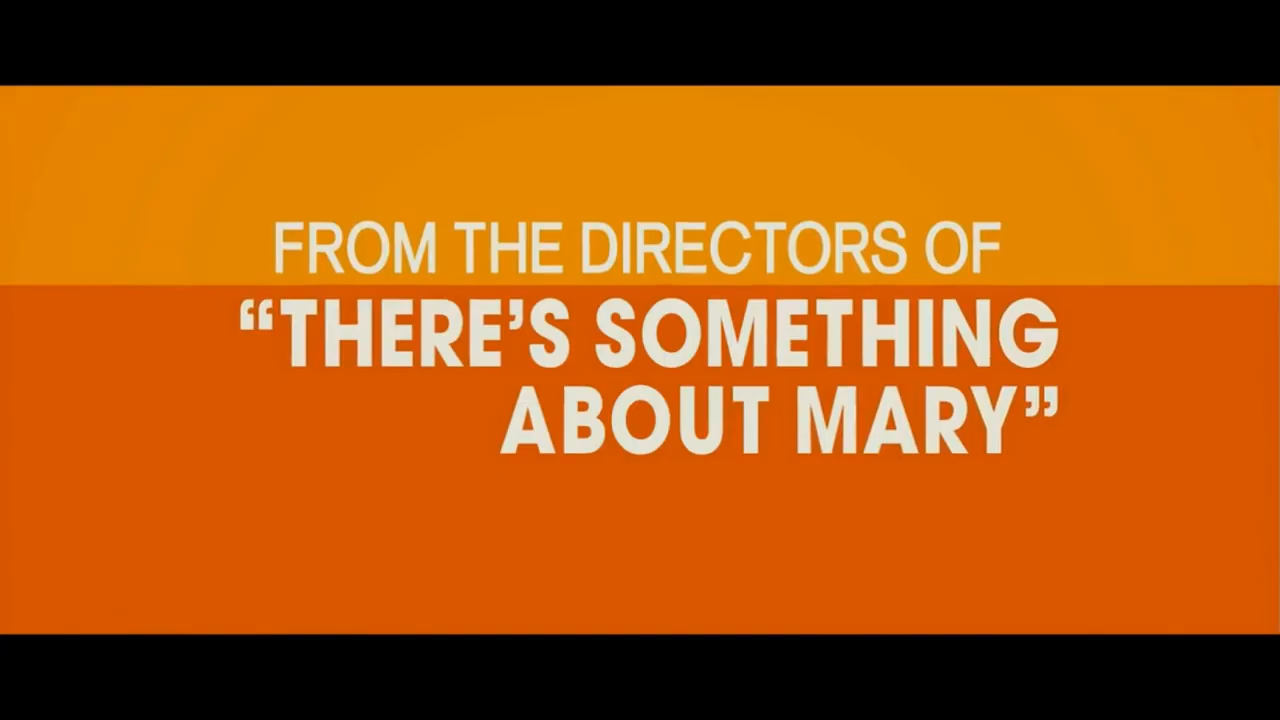 FROM THE DIRECTORS OF
“THERE’S SOMETHING
ABOUT MARY”